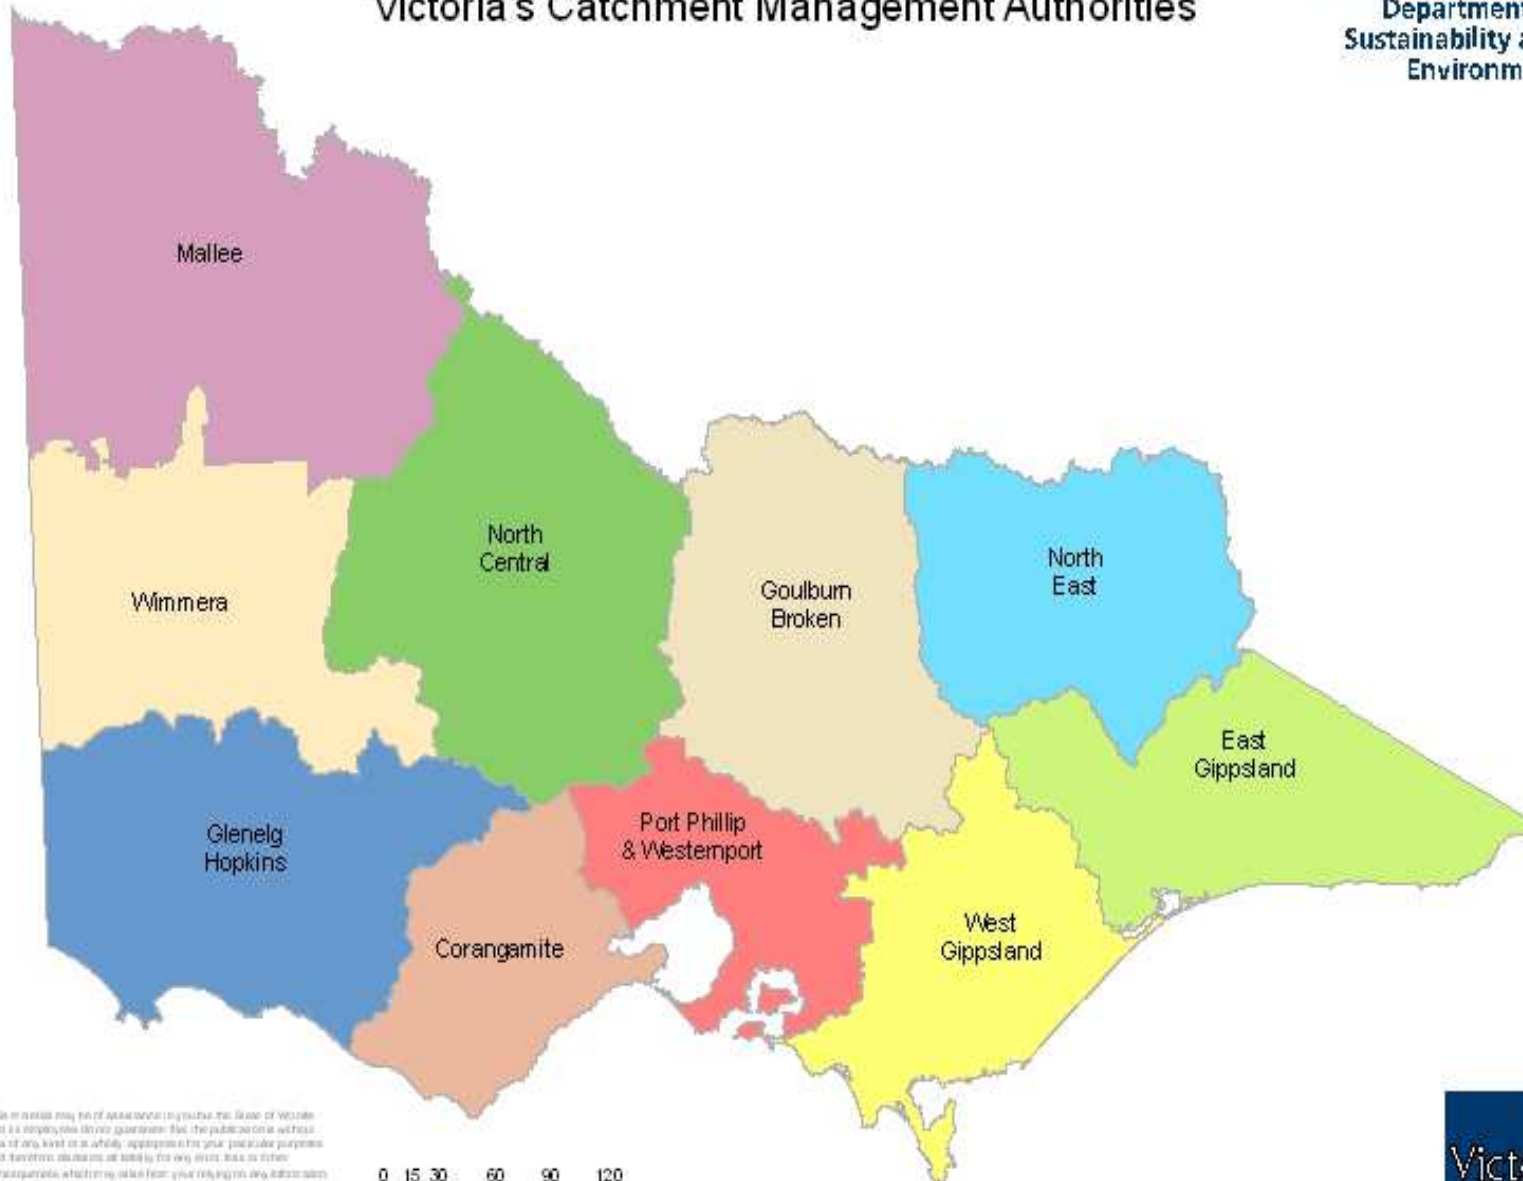 Victoria's Catchment Management Authorities
Department
Sustainability a
Environm
Mallee
North
Central
Wimmera
Goulburn
Broken
North
East
East
Gippsland
Glenelg
Hopkins
Port Phillip
& Westernport
Corangamite
West
Gippsland
0 15 30 60 90 120
Victo